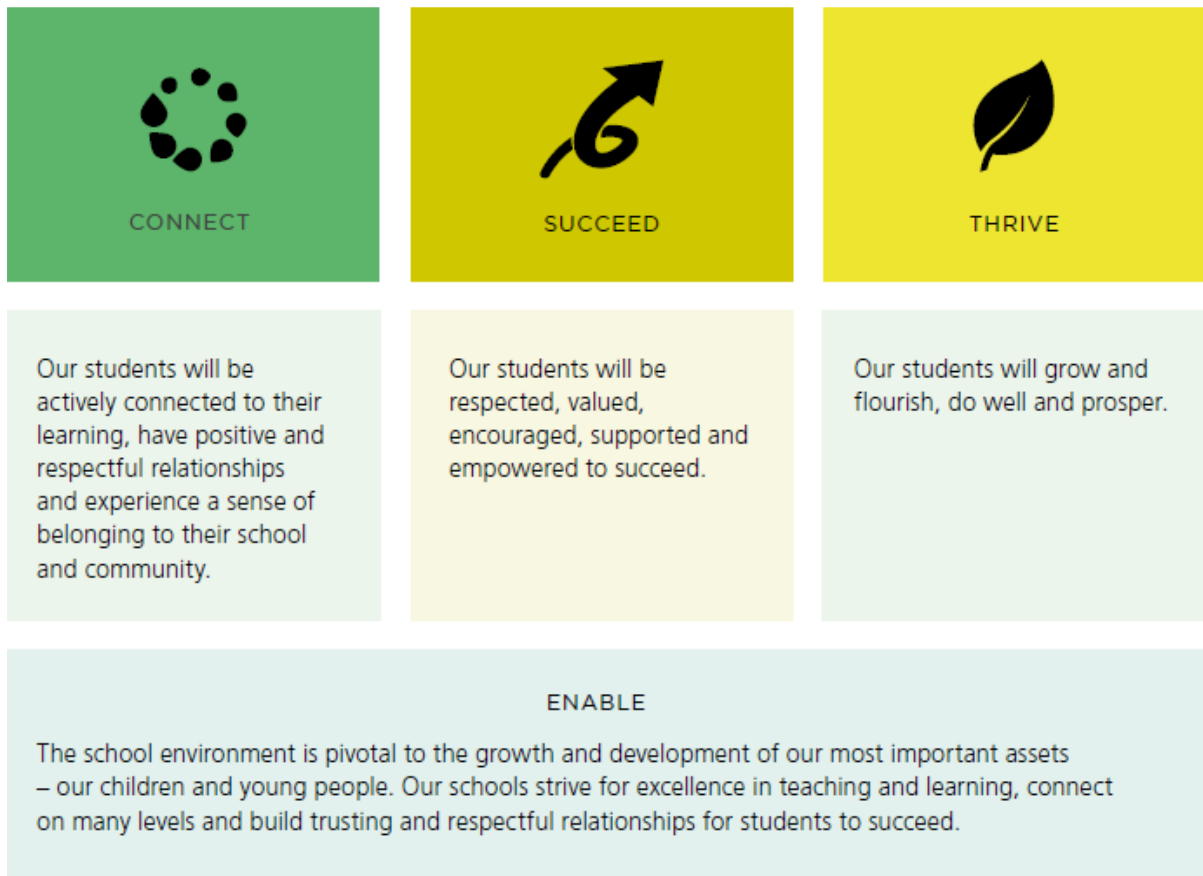 CONNECT
Our students will be
actively connected to their
learning, have positive and
respectful relationships
and experience a sense of
belonging to their school
and community.
SUCCEED
Our students will be
respected, valued,
encouraged, supported and
empowered to succeed.
THRIVE
Our students will grow and
flourish, do well and prosper.
ENABLE
The school environment is pivotal to the growth and development of our most important assets
– our children and young people. Our schools strive for excellence in teaching and learning, connect
on many levels and build trusting and respectful relationships for students to succeed.